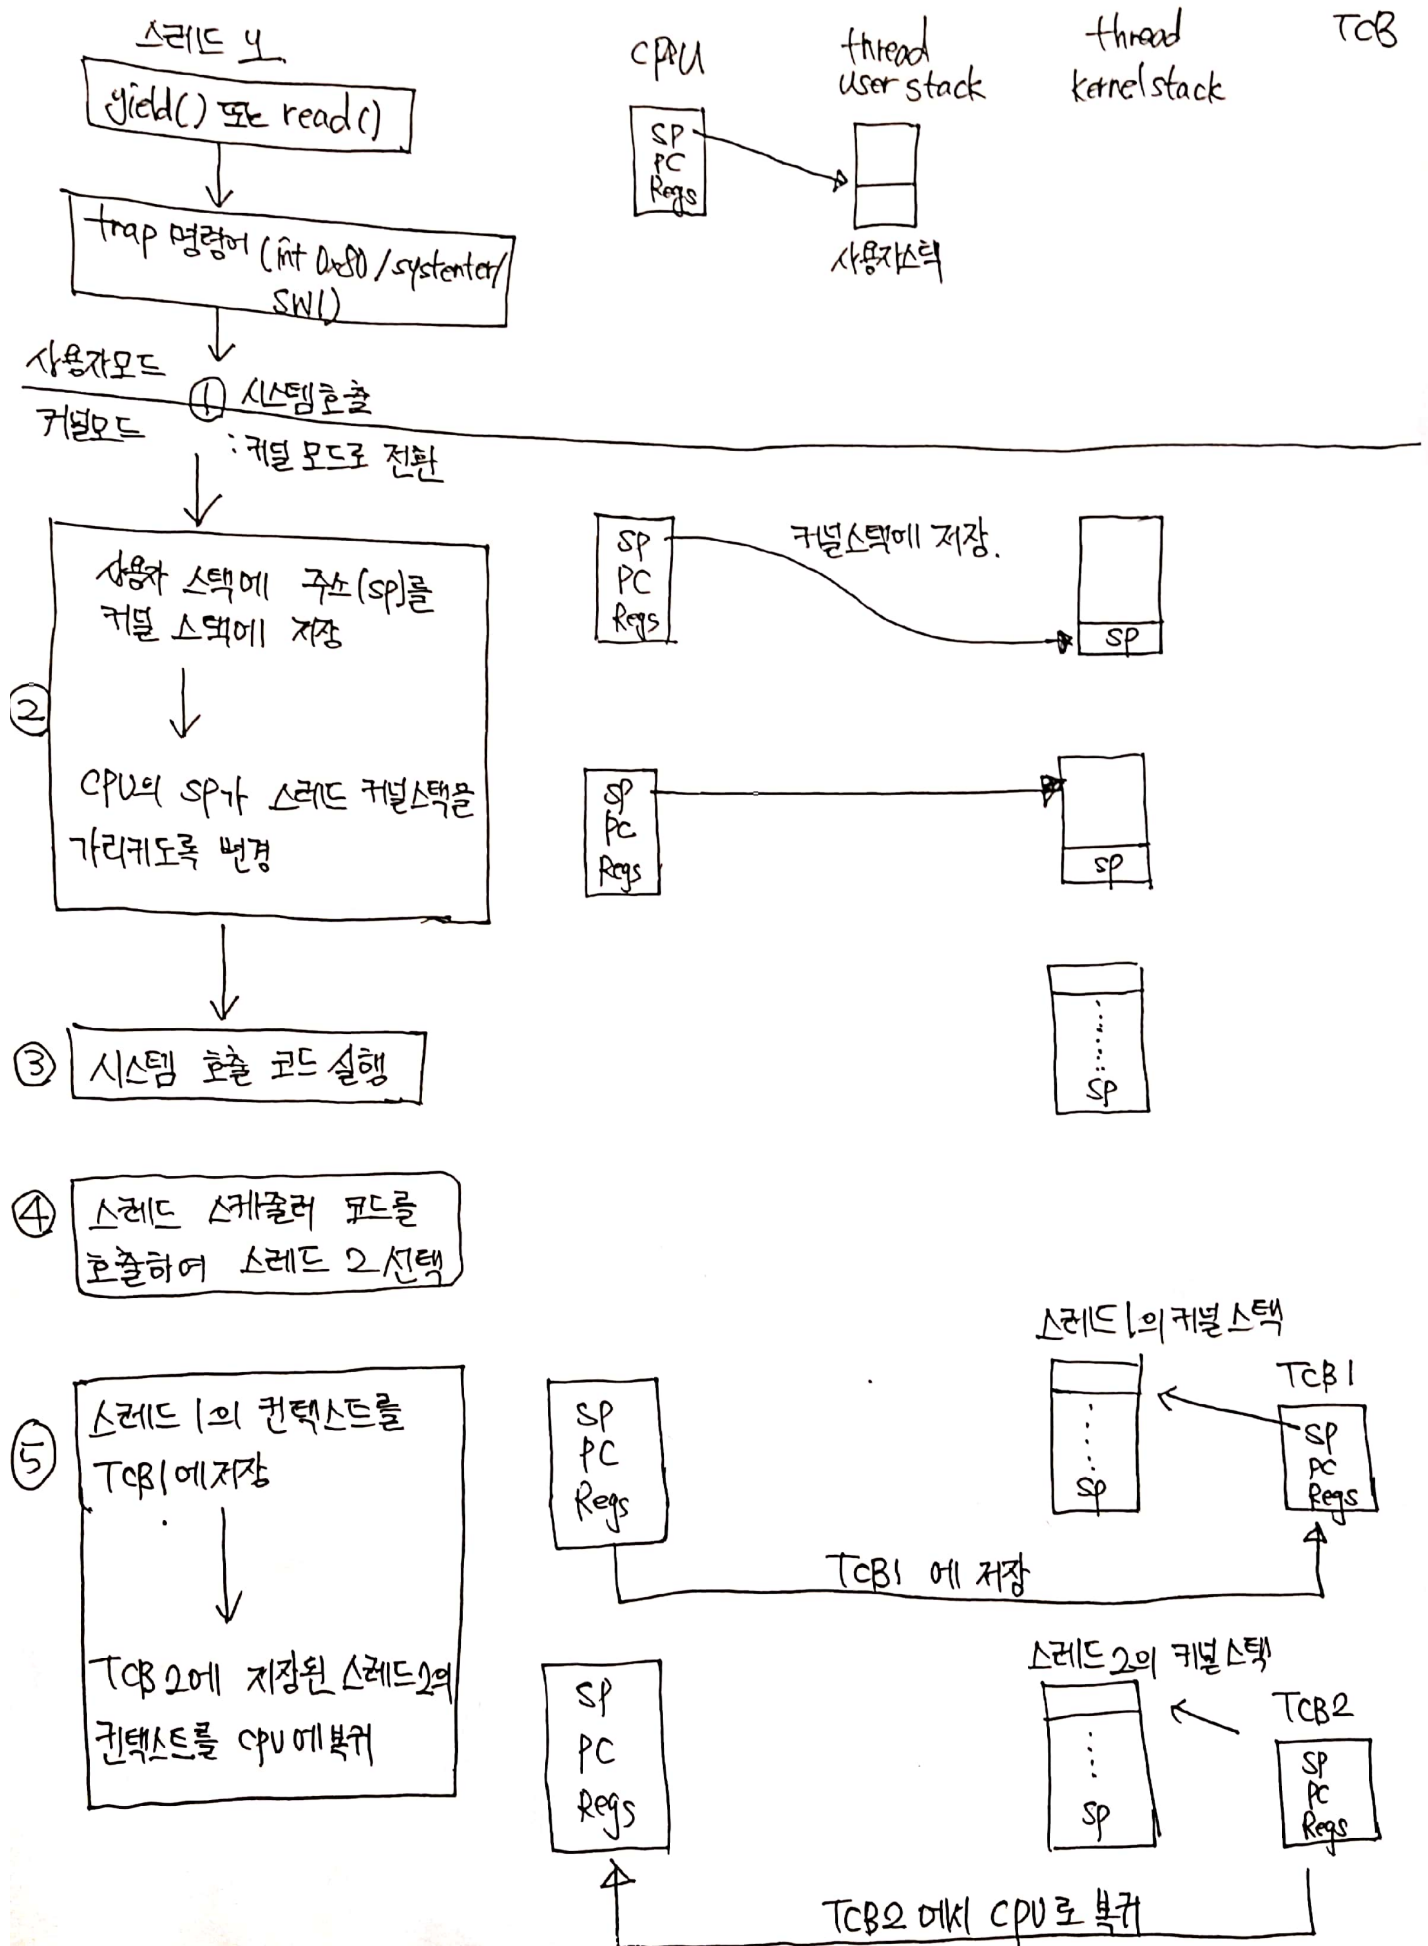 스레드 y
CPU
thread
user stack
thread
kernel stack
TCB
yield() 또는 read()
SP
PC
Regs
사용자스택
trap 명령어 (int 0x80/systenter/
SWI)
사용자모드
① 시스템호출
커널모드
: 커널 모드로 전환
②
사용자 스택에 주소(SP)를
커널 스택에 저장
SP
PC
Regs
커널스택에 저장.
SP
CPU의 SP가 스레드 커널스택을
가리키도록 변경
SP
PC
Regs
SP
③ 시스템 호출 코드 실행
SP
④ 스레드 스케줄러 코드를
호출하여 스레드 2 선택
⑤
스레드 1의 컨텍스트를
TCB1에 저장
SP
PC
Regs
스레드1의 커널스택
SP
TCB1
SP
PC
Regs
TCB1 에 저장
TCB2에 저장된 스레드2의
컨텍스트를 CPU에 복귀
SP
PC
Regs
스레드2의 커널스택
SP
TCB2
SP
PC
Regs
TCB2 에서 CPU로 복귀